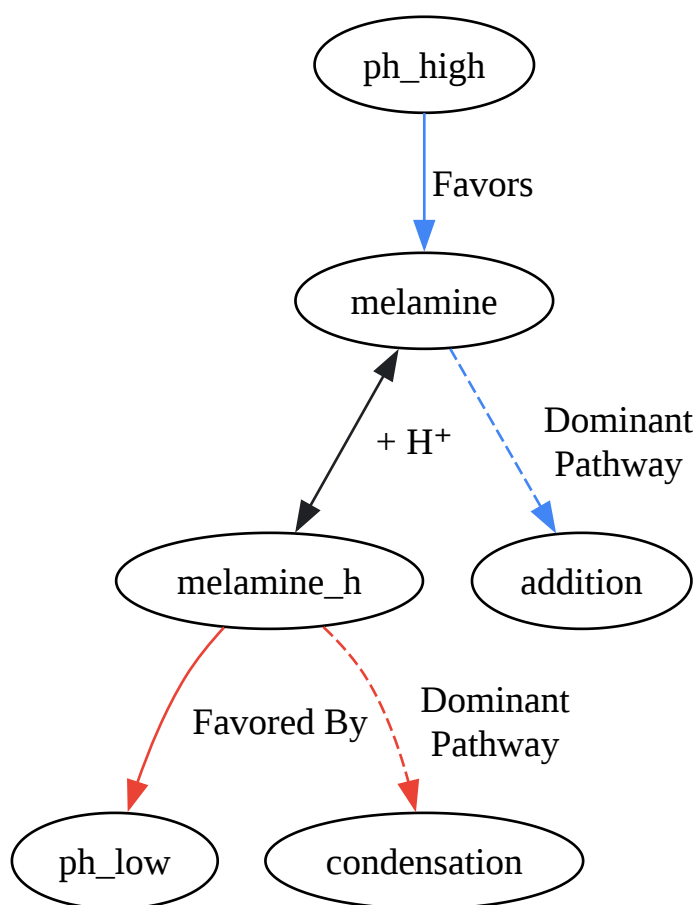 ph_high
Favors
melamine
+ H⁺
Dominant
Pathway
melamine_h
addition
Favored By
Dominant
Pathway
ph_low
condensation